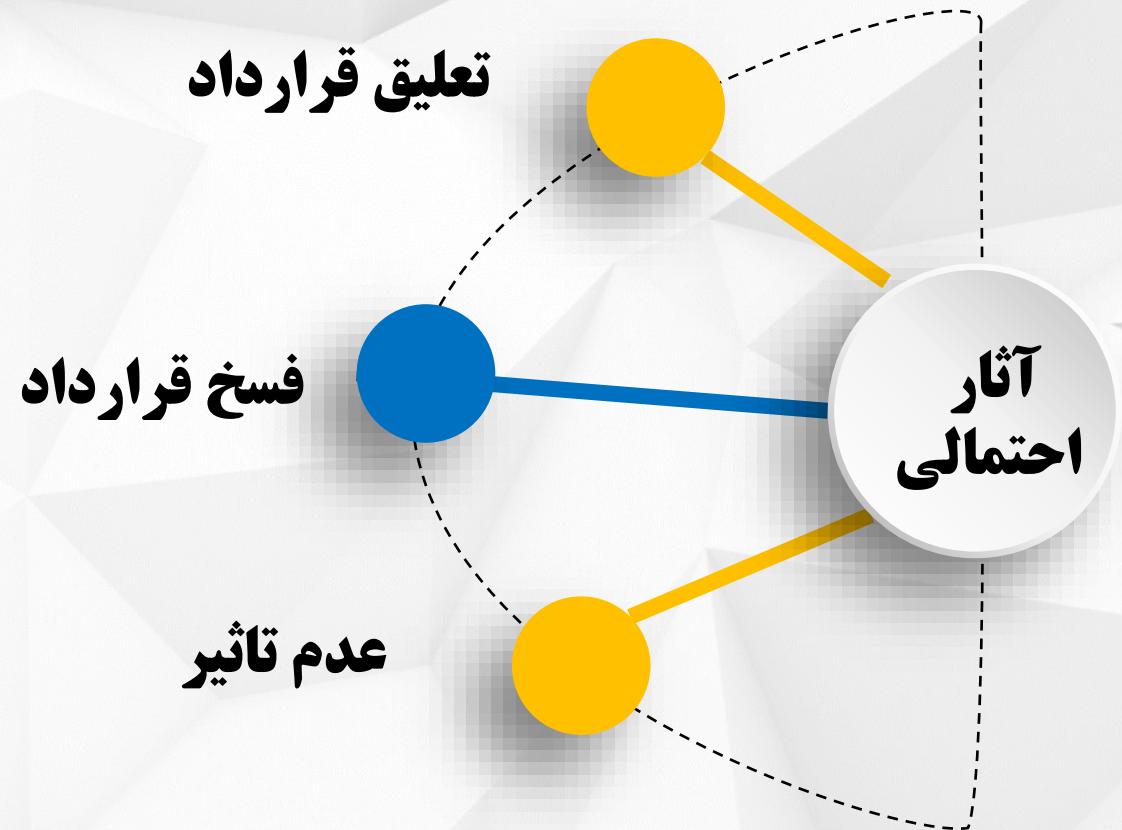 تعلیق قرارداد
فسخ قرارداد
آثار
احتمالی
عدم تاثیر